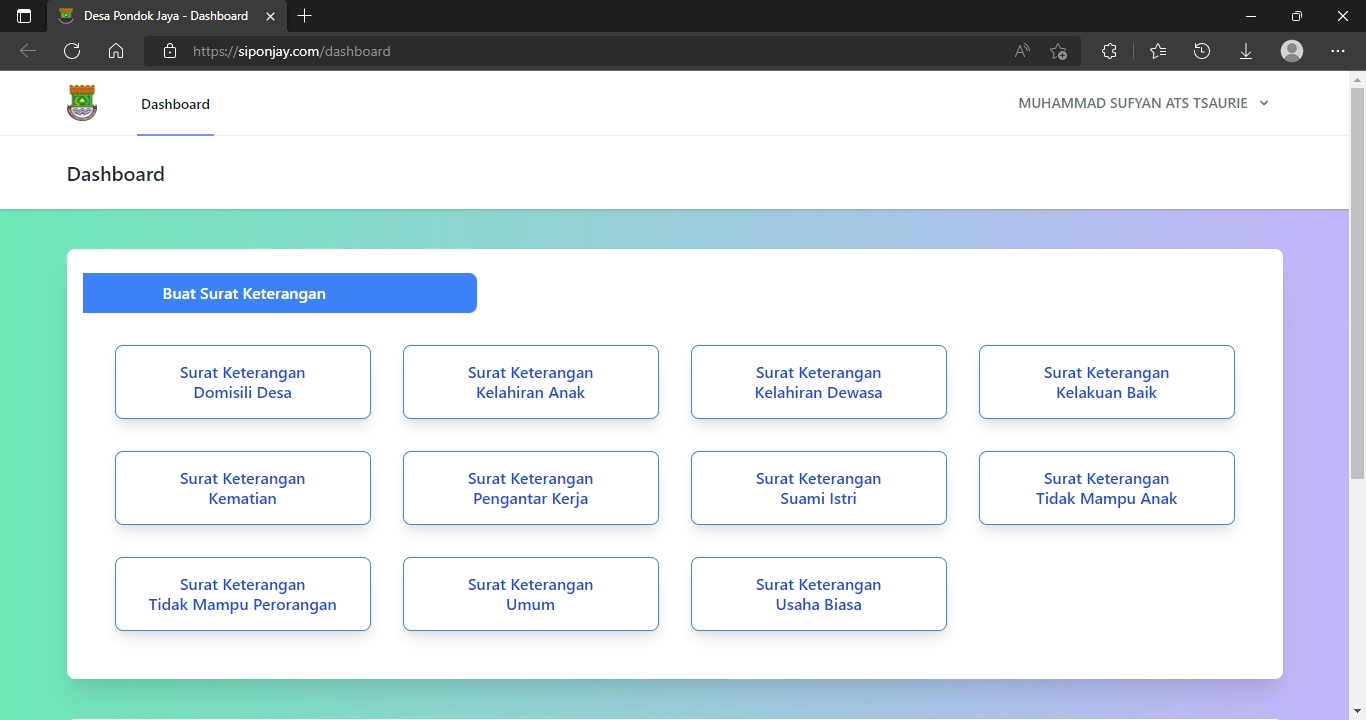 Desa Pondok Jaya - Dashboard
https://siponjay.com/dashboard
Dashboard
MUHAMMAD SUFYAN ATS TSAURIE
Dashboard
Buat Surat Keterangan
Surat Keterangan
Domisili Desa
Surat Keterangan
Kelahiran Anak
Surat Keterangan
Kelahiran Dewasa
Surat Keterangan
Kelakuan Baik
Surat Keterangan
Kematian
Surat Keterangan
Pengantar Kerja
Surat Keterangan
Suami Istri
Surat Keterangan
Tidak Mampu Anak
Surat Keterangan
Tidak Mampu Perorangan
Surat Keterangan
Umum
Surat Keterangan
Usaha Biasa